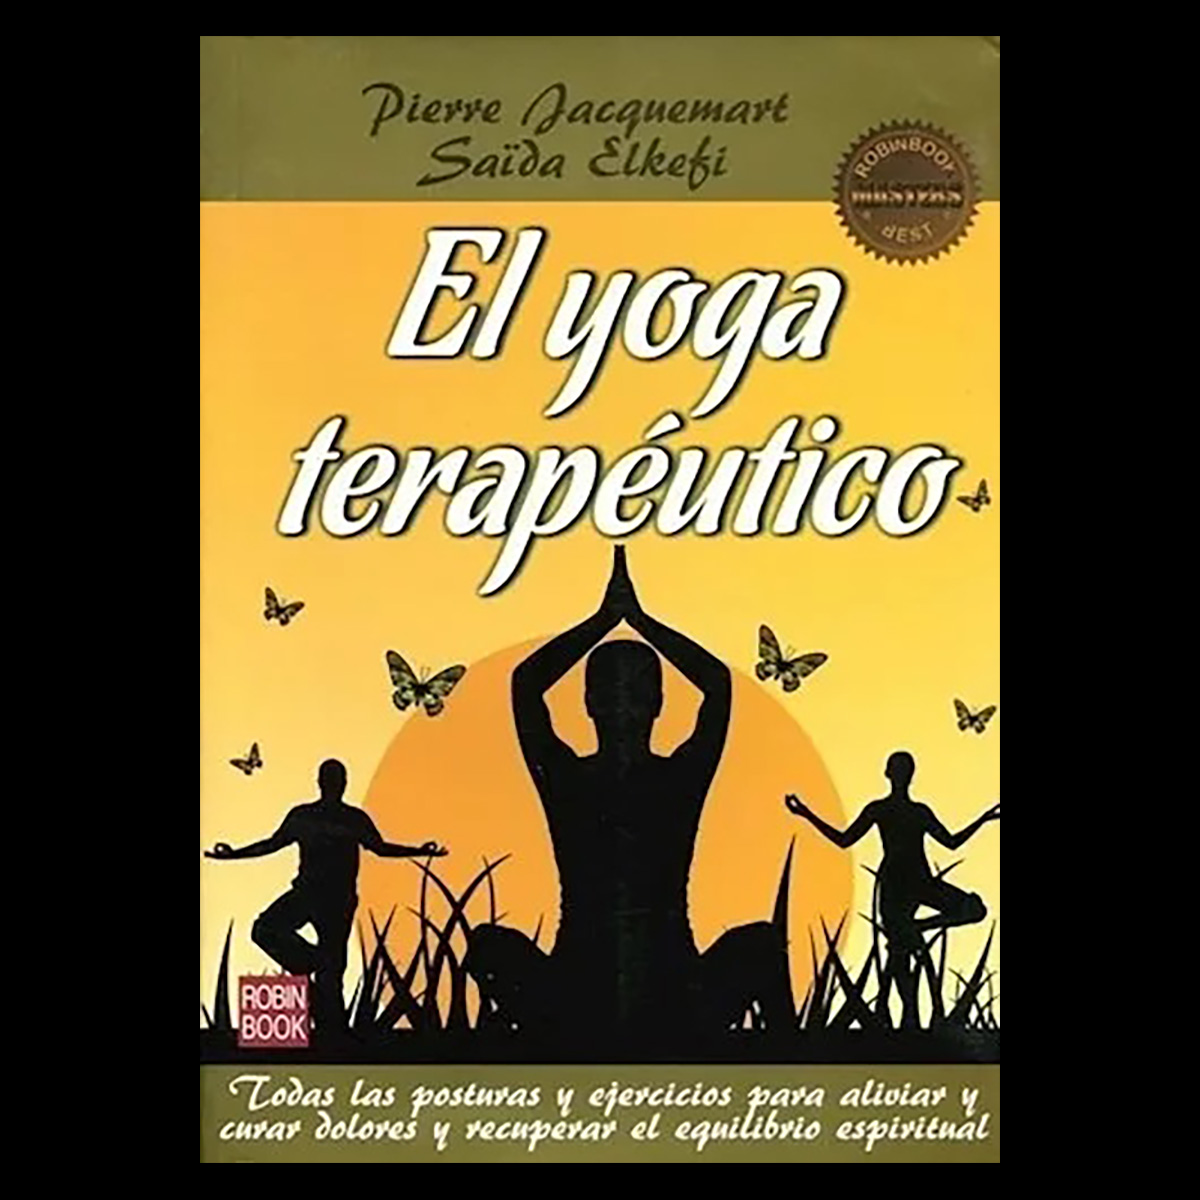 Pierre Jacquemart
Saïda Elkefi
ROBINBOOK
MASTERS
BEST
El yoga
terapéutico
ROBIN
BOOK
Todas las posturas y ejercicios para aliviar y
curar dolores y recuperar el equilibrio espiritual